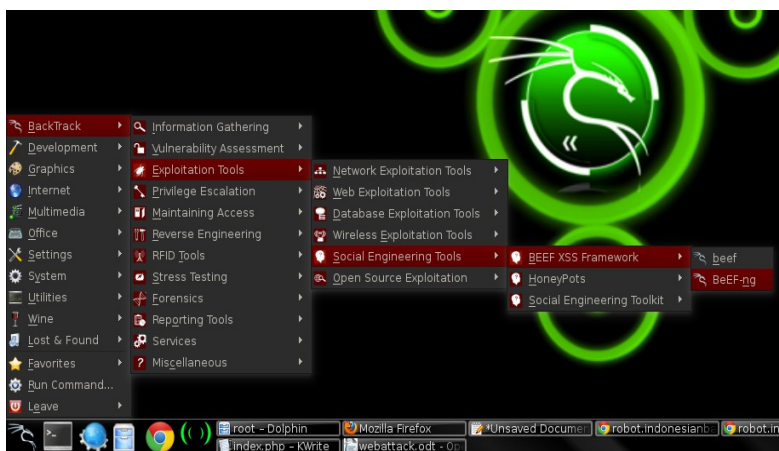 BackTrack
Development
Graphics
Internet
Multimedia
Office
Settings
System
Utilities
Wine
Lost & Found
Favorites
Run Command...
Leave
Information Gathering
Vulnerability Assessment
Exploitation Tools
Privilege Escalation
Maintaining Access
Reverse Engineering
RFID Tools
Stress Testing
Forensics
Reporting Tools
Services
Miscellaneous
Network Exploitation Tools
Web Exploitation Tools
Database Exploitation Tools
Wireless Exploitation Tools
Social Engineering Tools
Open Source Exploitation
BEEF XSS Framework
HoneyPots
Social Engineering Toolkit
beef
BeEF-ng
root – Dolphin
Mozilla Firefox
*Unsaved Documen
robot.indonesianba
robot.in
index.php – KWrite
webattack.odt - Op